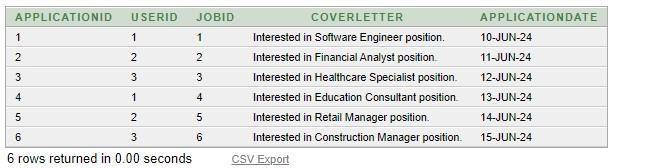 APPLICATIONID USERID JOBID COVERLETTER APPLICATIONDATE
1 1 1 Interested in Software Engineer position. 10-JUN-24
2 2 2 Interested in Financial Analyst position. 11-JUN-24
3 3 3 Interested in Healthcare Specialist position. 12-JUN-24
4 1 4 Interested in Education Consultant position. 13-JUN-24
5 2 5 Interested in Retail Manager position. 14-JUN-24
6 3 6 Interested in Construction Manager position. 15-JUN-24
6 rows returned in 0.00 seconds CSV Export